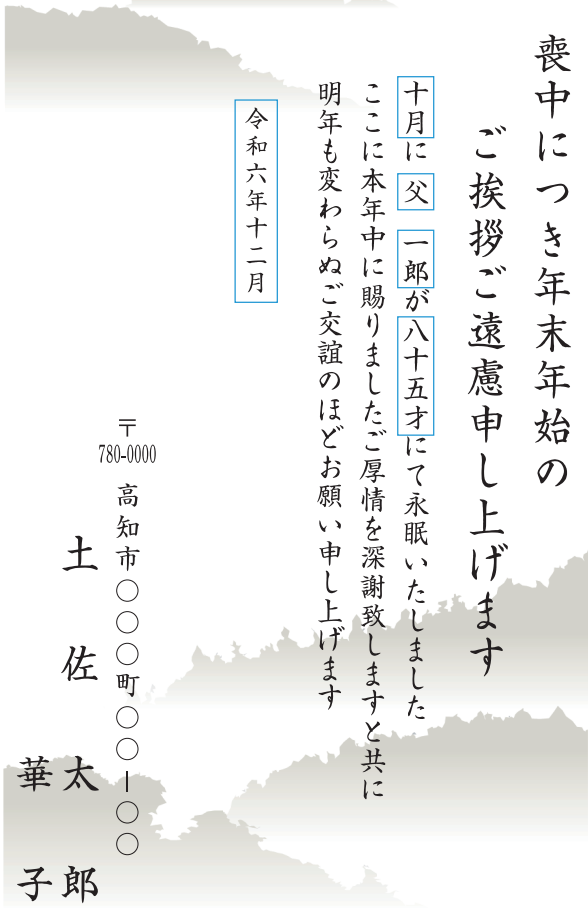 喪中につき年末年始の
ご挨拶ご遠慮申し上げます
十月に 父 一郎が八十五才にて永眠いたしました
ここに本年中に賜りましたご厚情を深謝致しますと共に
明年も変わらぬご交誼のほどお願い申し上げます
令和六年十二月
〒
780-0000
高知市〇〇〇町〇〇ー〇〇
土佐 太郎
華子